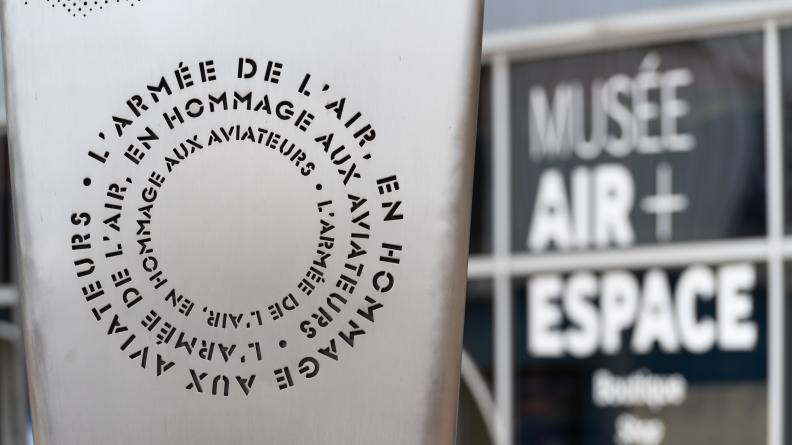 L'ARMÉE DE L'AIR, EN HOMMAGE AUX AVIATEURS •
L'ARMÉE DE L'AIR, EN HOMMAGE AUX AVIATEURS •
L'ARMÉE DE L'AIR, EN HOMMAGE AUX AVIATEURS •
MUSÉE
AIR +
ESPACE
Boutique